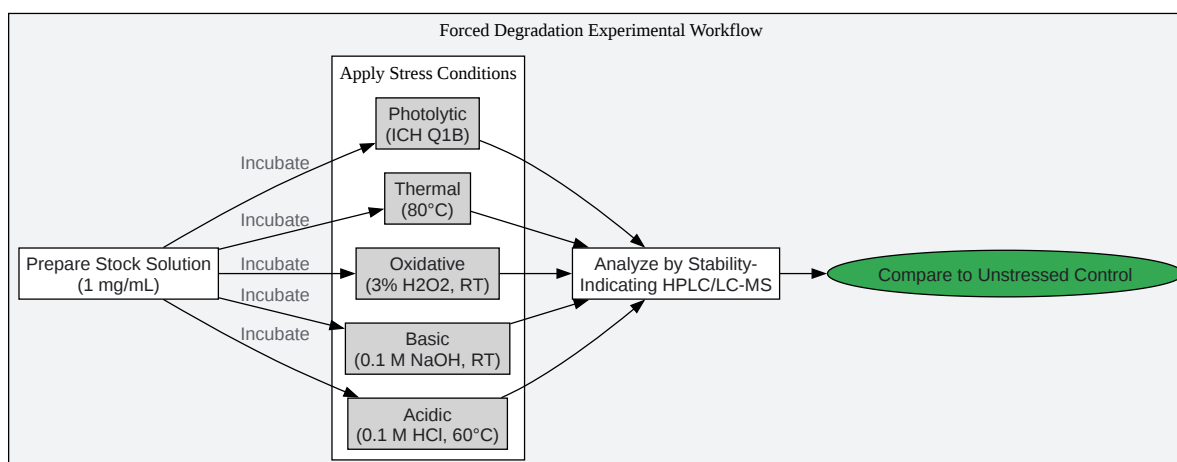 Forced Degradation Experimental Workflow
Apply Stress Conditions
Photolytic
(ICH Q1B)
Incubate
Thermal
(80°C)
Incubate
Prepare Stock Solution
(1 mg/mL)
Incubate
Oxidative
(3% H2O2, RT)
Analyze by Stability-
Indicating HPLC/LC-MS
Compare to Unstressed Control
Incubate
Basic
(0.1 M NaOH, RT)
Incubate
Acidic
(0.1 M HCl, 60°C)